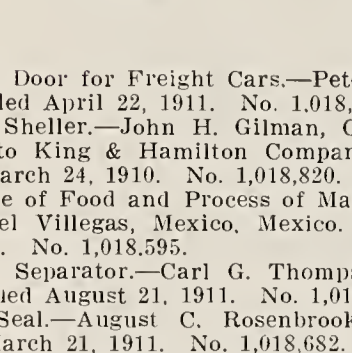 Door for Freight Cars.—Pet-
led April 22, 1911. No. 1,018,
Sheller.—John H. Gilman, O
to King & Hamilton Compan
arch 24, 1910. No. 1,018,820.
e of Food and Process of Ma
el Villegas, Mexico, Mexico.
. No. 1,018,595.
Separator.—Carl G. Thomps
led August 21, 1911. No. 1,01
Seal.—August C. Rosenbrook
March 21, 1911. No. 1,018,682.